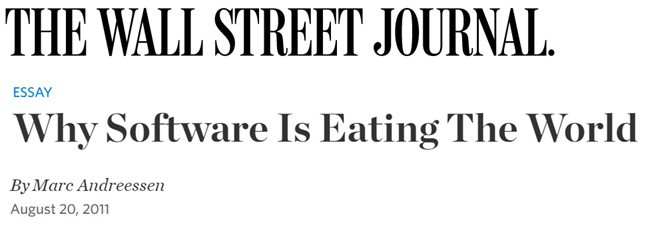 THE WALL STREET JOURNAL.
ESSAY
Why Software Is Eating The World
By Marc Andreessen
August 20, 2011